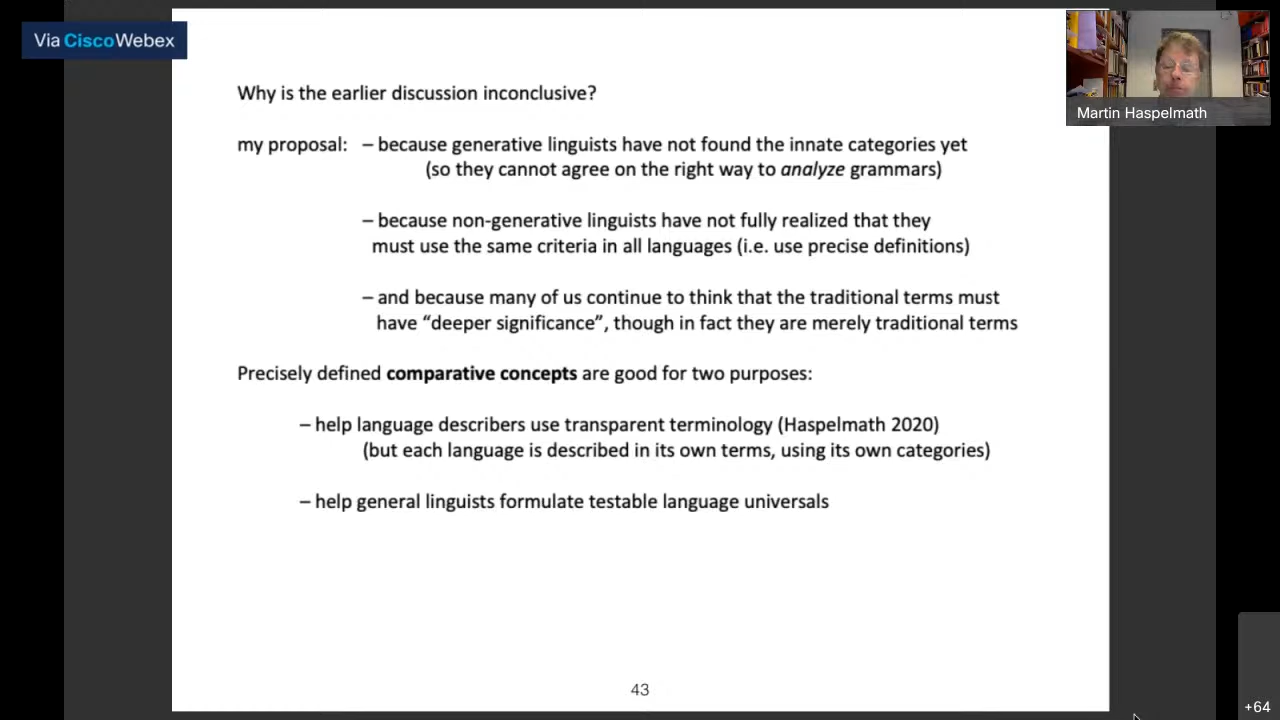 Via Cisco Webex
Martin Haspelmath
Why is the earlier discussion inconclusive?
my proposal: – because generative linguists have not found the innate categories yet
(so they cannot agree on the right way to analyze grammars)
– because non-generative linguists have not fully realized that they
must use the same criteria in all languages (i.e. use precise definitions)
– and because many of us continue to think that the traditional terms must
have “deeper significance”, though in fact they are merely traditional terms
Precisely defined comparative concepts are good for two purposes:
– help language describers use transparent terminology (Haspelmath 2020)
(but each language is described in its own terms, using its own categories)
– help general linguists formulate testable language universals
43
+64